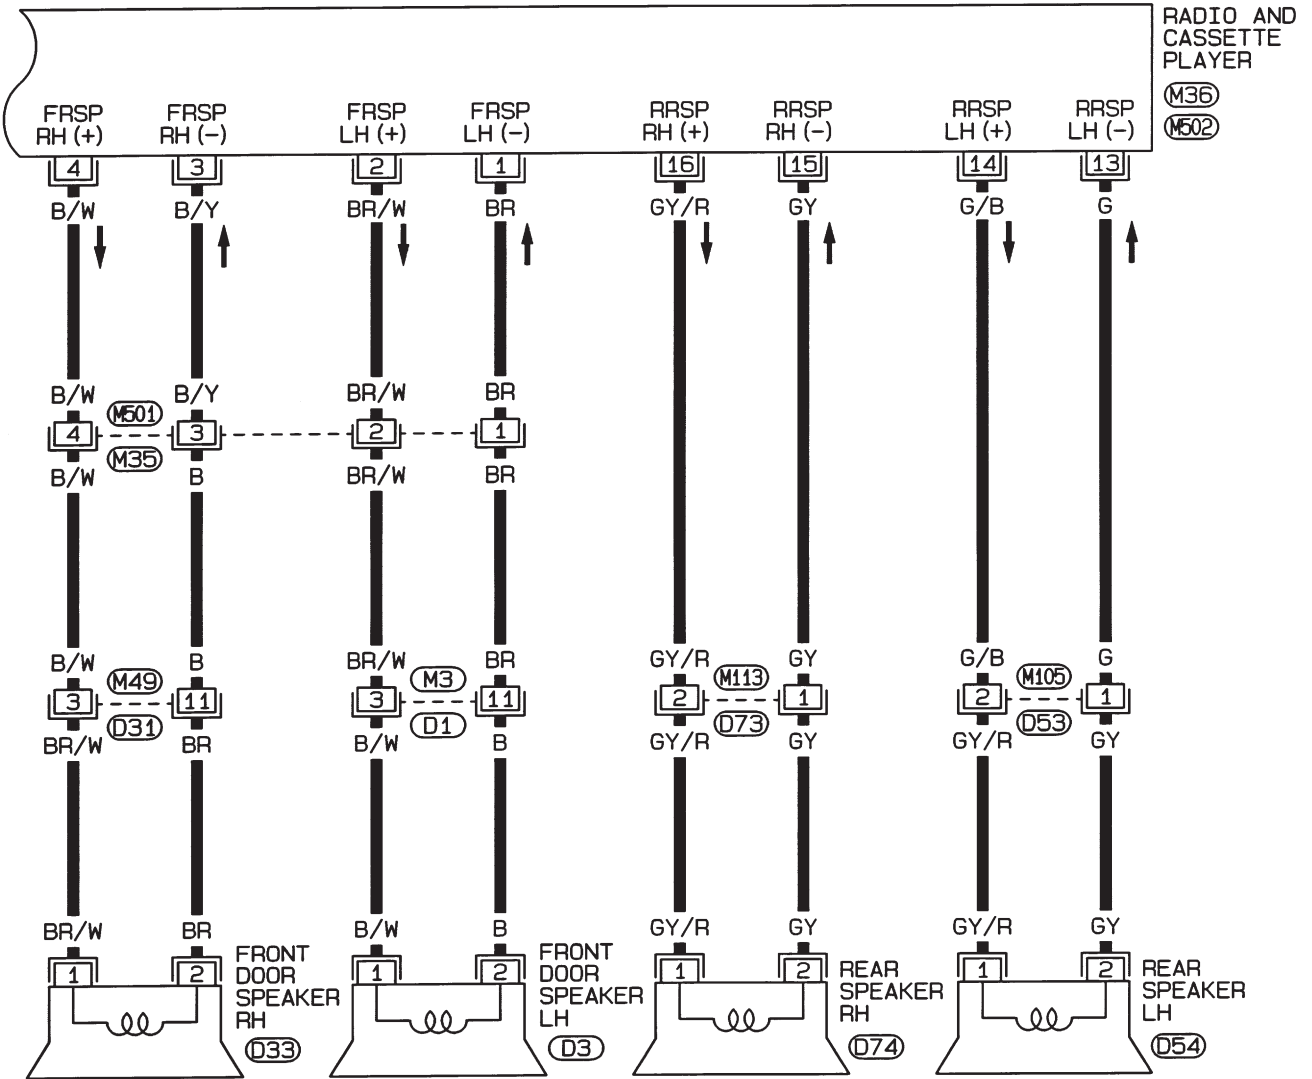 RADIO AND
CASSETTE
PLAYER
M36
M502
FRSP RH (+)
FRSP RH (-)
FRSP LH (+)
FRSP LH (-)
RRSP RH (+)
RRSP RH (-)
RRSP LH (+)
RRSP LH (-)
4 3 2 1 16 15 14 13
B/W B/Y BR/W BR GY/R GY G/B G
B/W B/Y BR/W BR
M501
4 3 2 1
M35
B/W B BR/W BR
B/W B BR/W BR GY/R GY G/B G
M49 M3 M113 M105
3 11 3 11 2 1 2 1
D31 D1 D73 D53
BR/W BR B/W B GY/R GY GY/R GY
BR/W BR B/W B GY/R GY GY/R GY
1 2 1 2 1 2 1 2
FRONT
DOOR
SPEAKER
RH
D33
FRONT
DOOR
SPEAKER
LH
D3
REAR
SPEAKER
RH
D74
REAR
SPEAKER
LH
D54